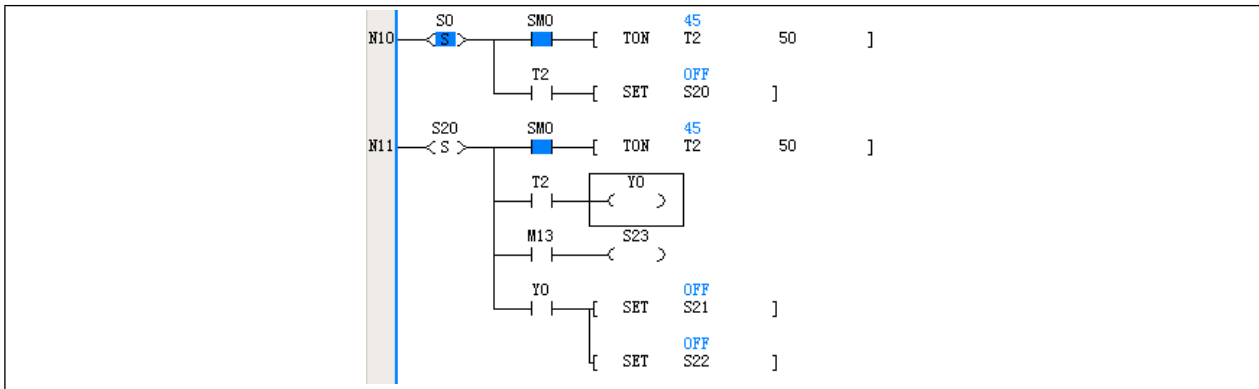 S0 SM0 45
N10 S TON T2 50 ]
T2 OFF
[ SET S20 ]
S20 SM0 45
N11 S [ TON T2 50 ]
T2 Y0
M13 S23
Y0 OFF
[ SET S21 ]
OFF
[ SET S22 ]